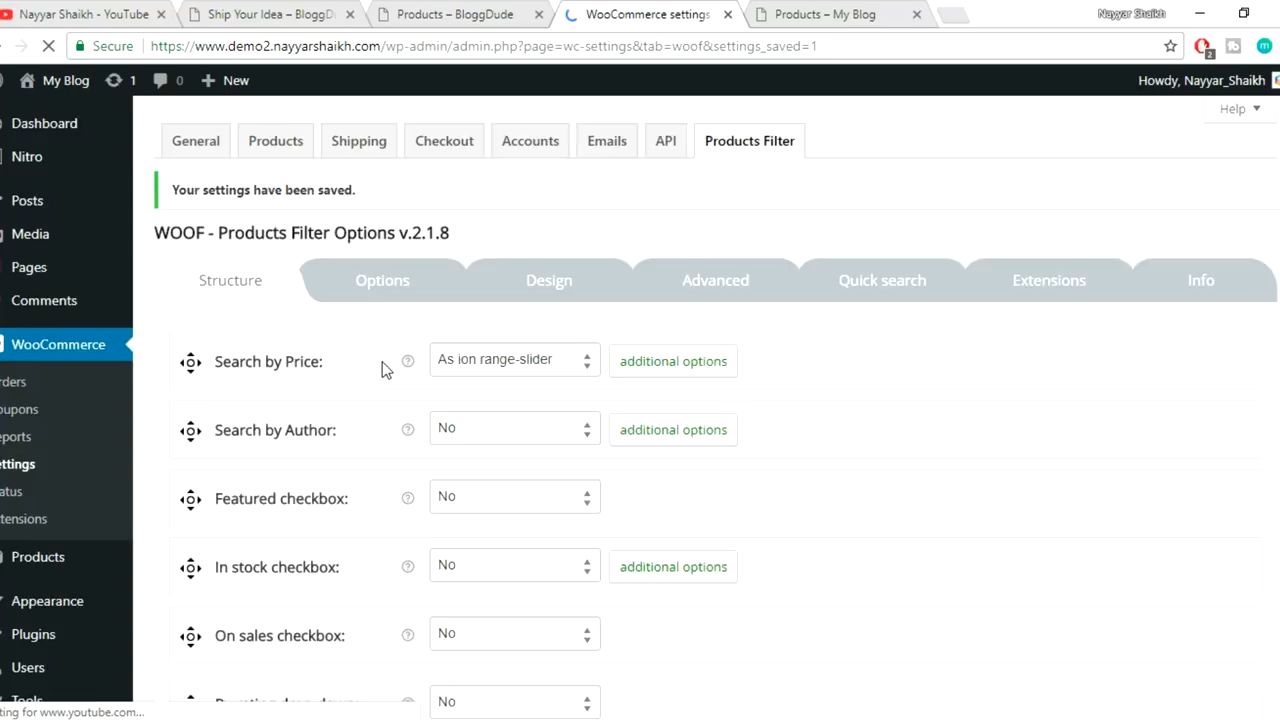 Nayyar Shaikh - YouTube
Ship Your Idea – BloggD
Products – BloggDude
WooCommerce settings
Products – My Blog
Nayyar Shaikh
Secure
https://www.demo2.nayyarshaikh.com/wp-admin/admin.php?page=wc-settings&tab=woof&settings_saved=1
2
My Blog
1
0
New
Howdy, Nayyar_Shaikh
Help
Dashboard
Nitro
Posts
Media
Pages
Comments
WooCommerce
rders
oupons
eports
ettings
tatus
tensions
Products
Appearance
Plugins
Users
Tools
General
Products
Shipping
Checkout
Accounts
Emails
API
Products Filter
Your settings have been saved.
WOOF - Products Filter Options v.2.1.8
Structure
Options
Design
Advanced
Quick search
Extensions
Info
Search by Price: ? As ion range-slider additional options
Search by Author: ? No additional options
Featured checkbox: ? No
In stock checkbox: ? No additional options
On sales checkbox: ? No
No
ting for www.youtube.com...